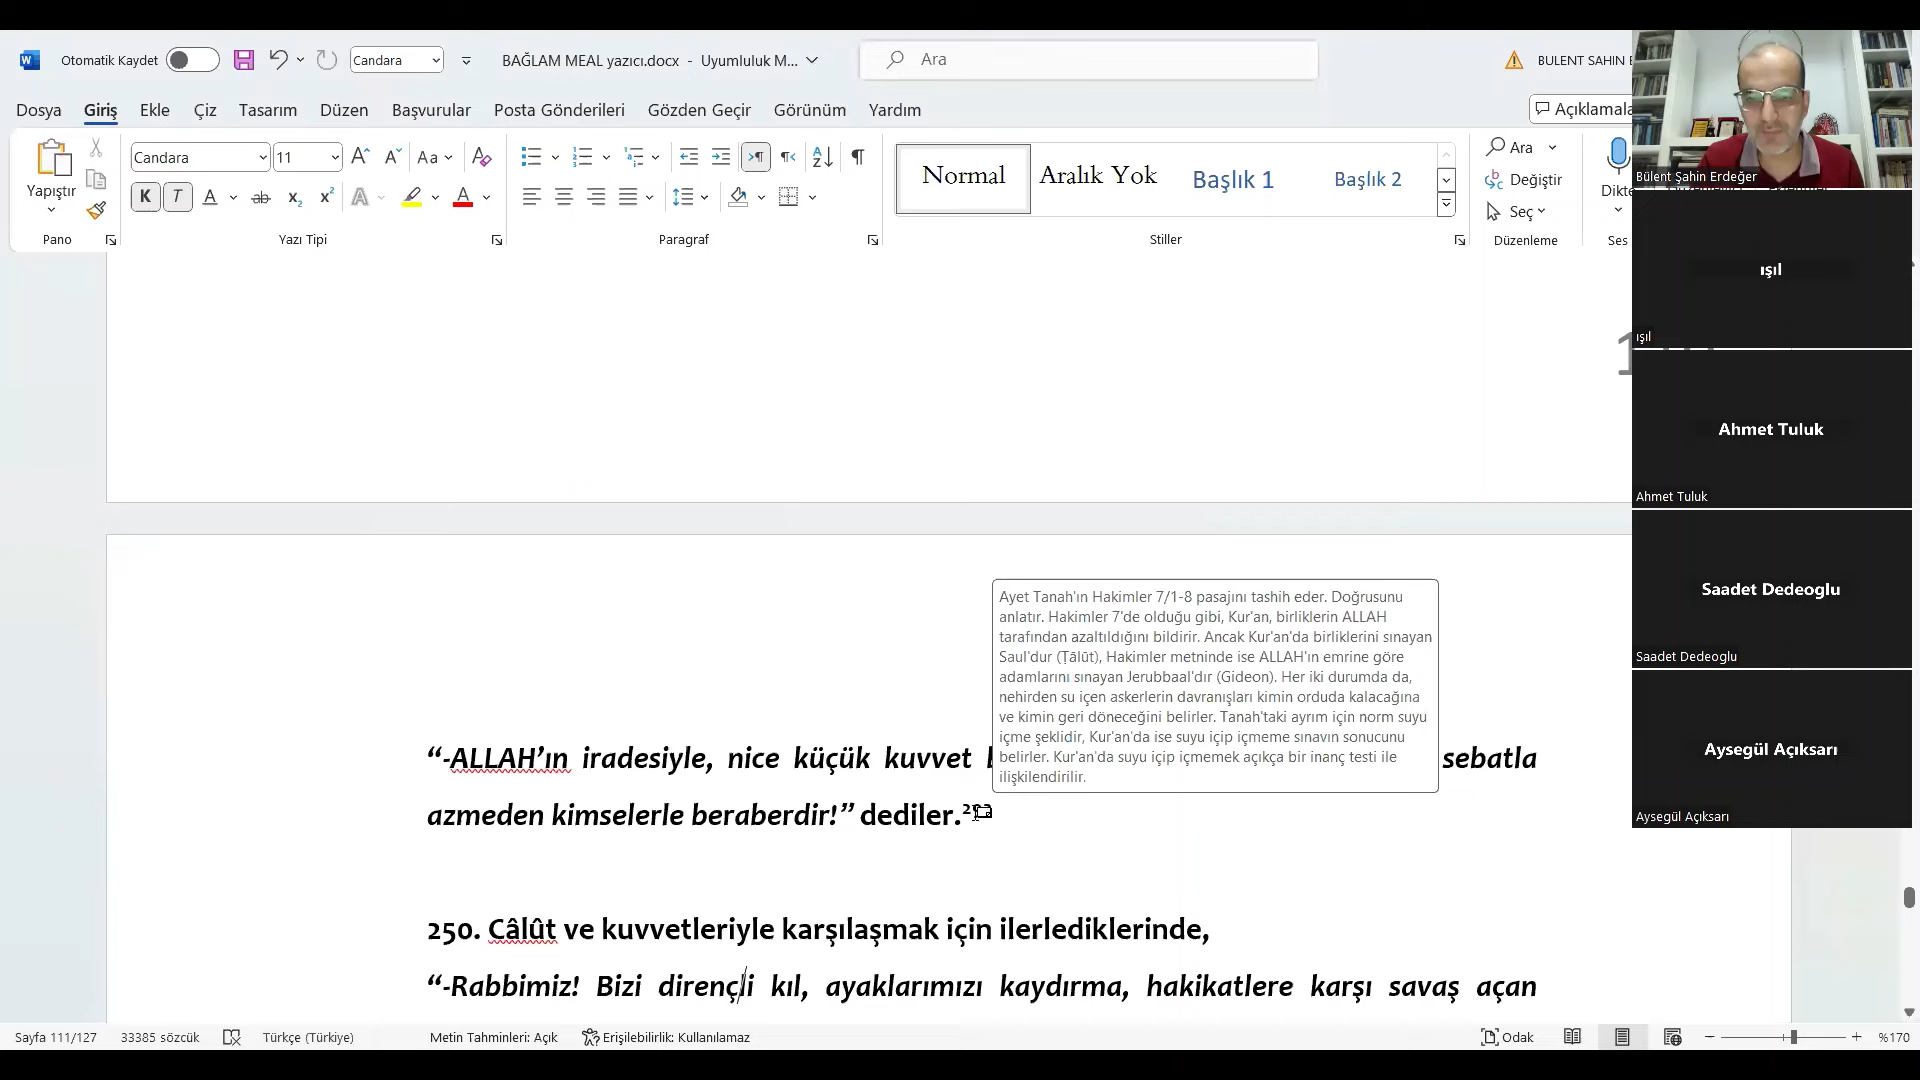 Otomatik Kaydet
Candara
BAĞLAM MEAL yazıcı.docx - Uyumluluk M...
Ara
BULENT SAHIN E
Dosya Giriş Ekle Çiz Tasarım Düzen Başvurular Posta Gönderileri Gözden Geçir Görünüm Yardım
Açıklamala
Yapıştır
Pano
Candara 11
K T A ab x₂ x² A A
Yazı Tipi
Paragraf
Normal
Aralık Yok
Başlık 1
Başlık 2
Stiller
Ara
Değiştir
Seç
Düzenleme
Dikte
Ses
Bülent Şahin Erdeğer
ışıl
ışıl
Ahmet Tuluk
Ahmet Tuluk
Saadet Dedeoglu
Saadet Dedeoglu
Aysegül Açıksarı
Aysegül Açıksarı
Ayet Tanah'ın Hakimler 7/1-8 pasajını tashih eder. Doğrusunu
anlatır. Hakimler 7'de olduğu gibi, Kur'an, birliklerin ALLAH
tarafından azaltıldığını bildirir. Ancak Kur'an'da birliklerini sınayan
Saul'dur (Ṭālūt), Hakimler metninde ise ALLAH'ın emrine göre
adamlarını sınayan Jerubbaal'dır (Gideon). Her iki durumda da,
nehirden su içen askerlerin davranışları kimin orduda kalacağına
ve kimin geri döneceğini belirler. Tanah'taki ayrım için norm suyu
içme şeklidir, Kur'an'da ise suyu içip içmeme sınavın sonucunu
belirler. Kur'an'da suyu içip içmemek açıkça bir inanç testi ile
ilişkilendirilir.
“-ALLAH’ın iradesiyle, nice küçük kuvvet sebatla
azmeden kimselerle beraberdir!” dediler.
250. Câlût ve kuvvetleriyle karşılaşmak için ilerlediklerinde,
“-Rabbimiz! Bizi dirençli kıl, ayaklarımızı kaydırma, hakikatlere karşı savaş açan
Sayfa 111/127 33385 sözcük Türkçe (Türkiye) Metin Tahminleri: Açık Erişilebilirlik: Kullanılamaz Odak %170